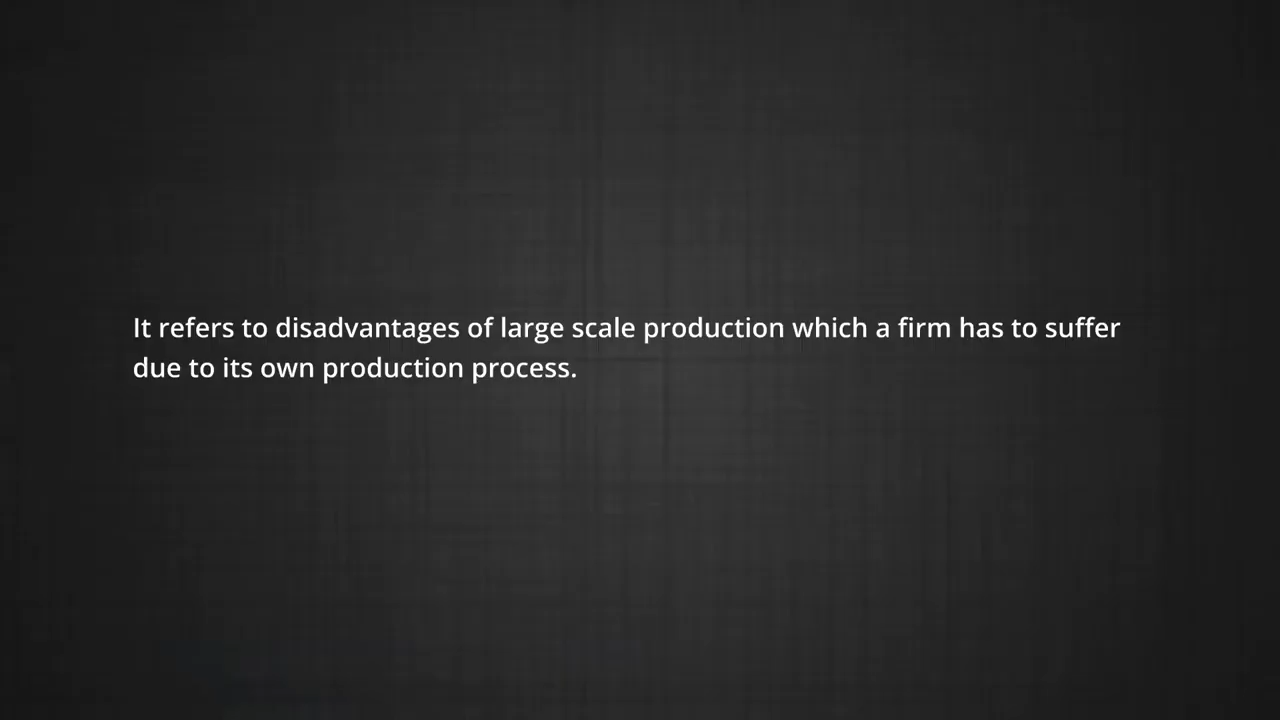 It refers to disadvantages of large scale production which a firm has to suffer
due to its own production process.